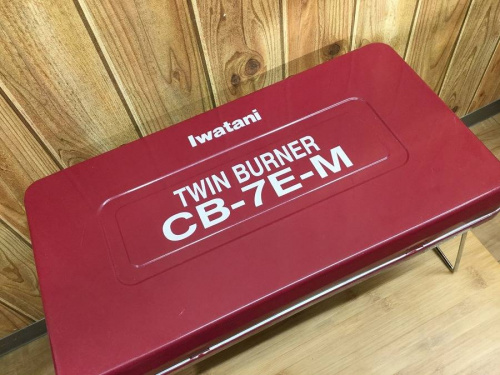 Iwatani
TWIN BURNER
CB-7E-M